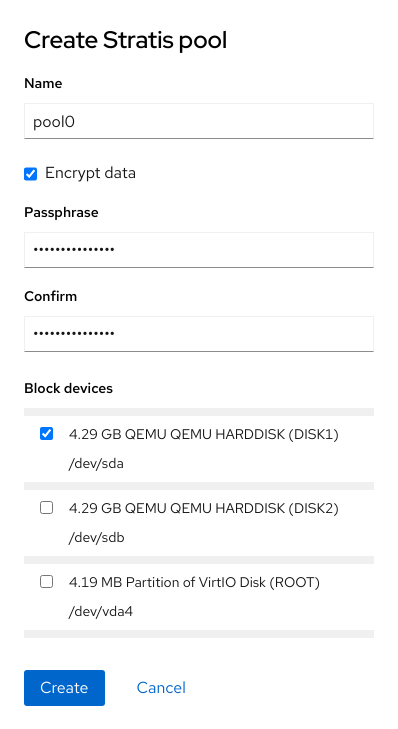 Create Stratis pool
Name
pool0
Encrypt data
Passphrase
•••••••••••••••
Confirm
•••••••••••••••
Block devices
4.29 GB QEMU QEMU HARDDISK (DISK1)
/dev/sda
4.29 GB QEMU QEMU HARDDISK (DISK2)
/dev/sdb
4.19 MB Partition of VirtIO Disk (ROOT)
/dev/vda4
Create Cancel